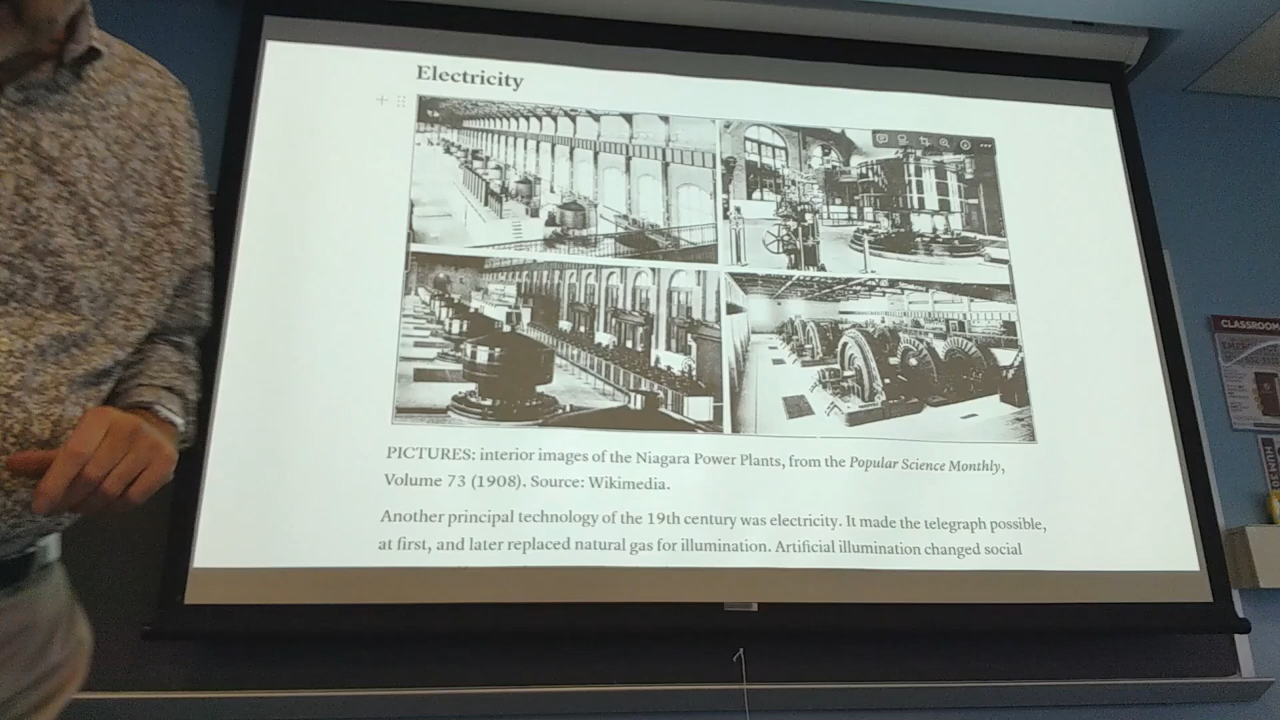 Electricity
PICTURES: interior images of the Niagara Power Plants, from the Popular Science Monthly,
Volume 73 (1908). Source: Wikimedia.
Another principal technology of the 19th century was electricity. It made the telegraph possible,
at first, and later replaced natural gas for illumination. Artificial illumination changed social
CLASSROOM